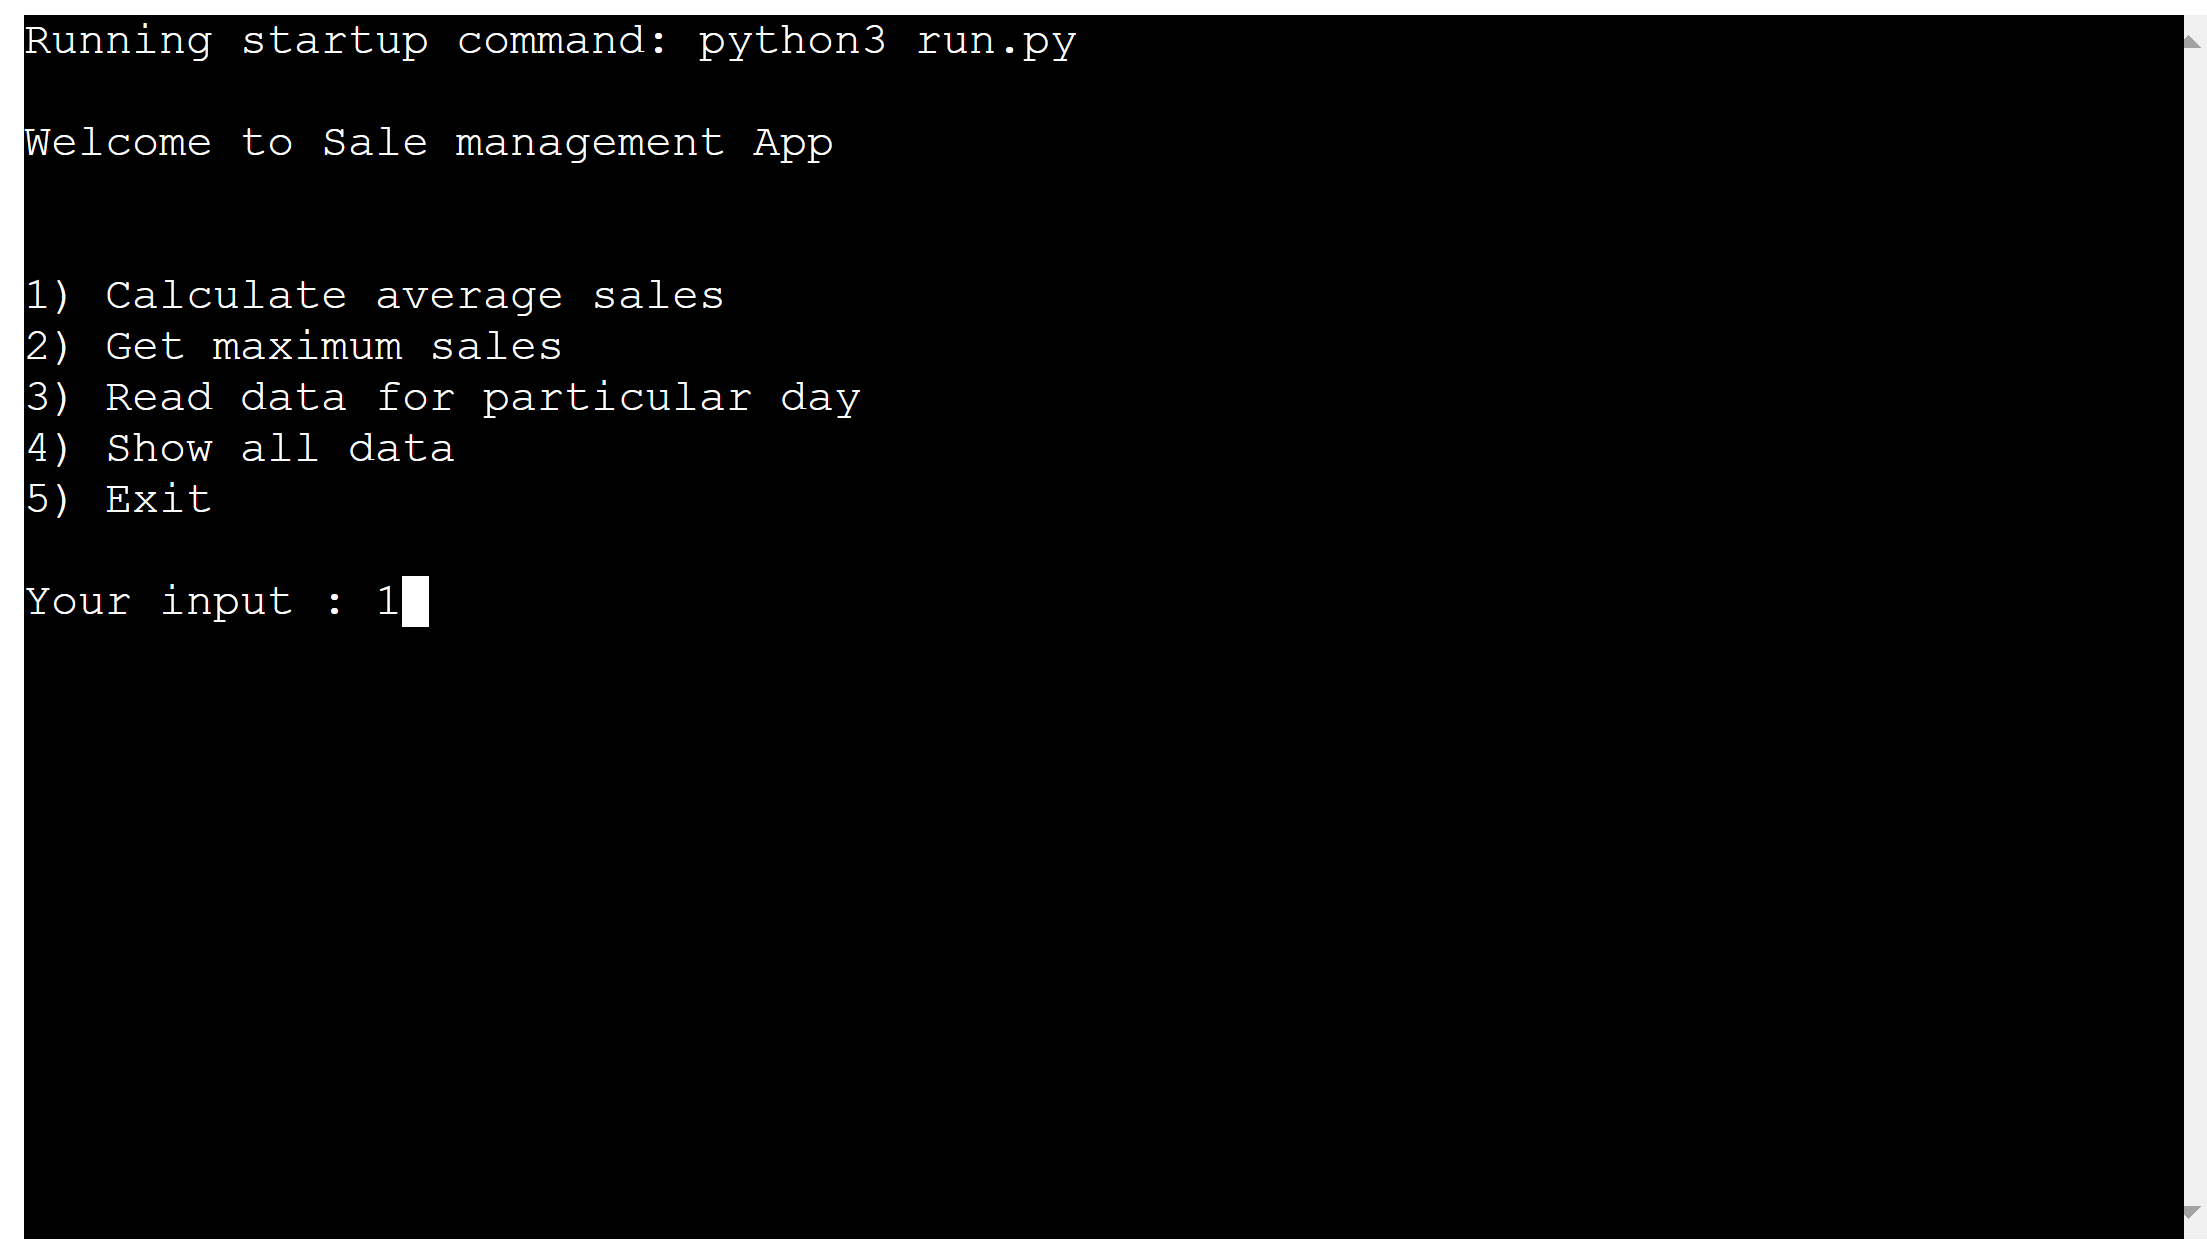 Running startup command: python3 run.py
Welcome to Sale management App
1) Calculate average sales
2) Get maximum sales
3) Read data for particular day
4) Show all data
5) Exit
Your input : 1